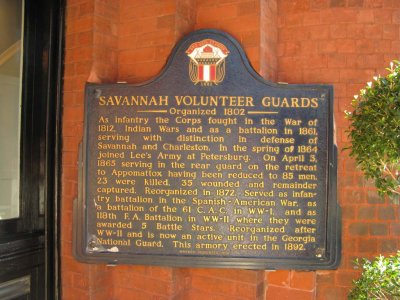 SAVANNAH VOLUNTEER GUARDS
Organized 1802
As infantry the Corps fought in the War of
1812, Indian Wars and as a battalion in 1861,
serving with distinction in defense of
Savannah and Charleston. In the spring of 1864
joined Lee's Army at Petersburg. On April 3,
1865 serving in the rear guard on the retreat
to Appomattox having been reduced to 85 men,
23 were killed, 35 wounded and remainder
captured. Reorganized in 1872. Served as infan-
try battalion in the Spanish-American War, as
a battalion of the 61 C.A.C. in WW-I, and as
118th F.A. Battalion in WW-II where they were
awarded 5 Battle Stars. Reorganized after
WW-II and is now an active unit in the Georgia
National Guard. This armory erected in 1892.